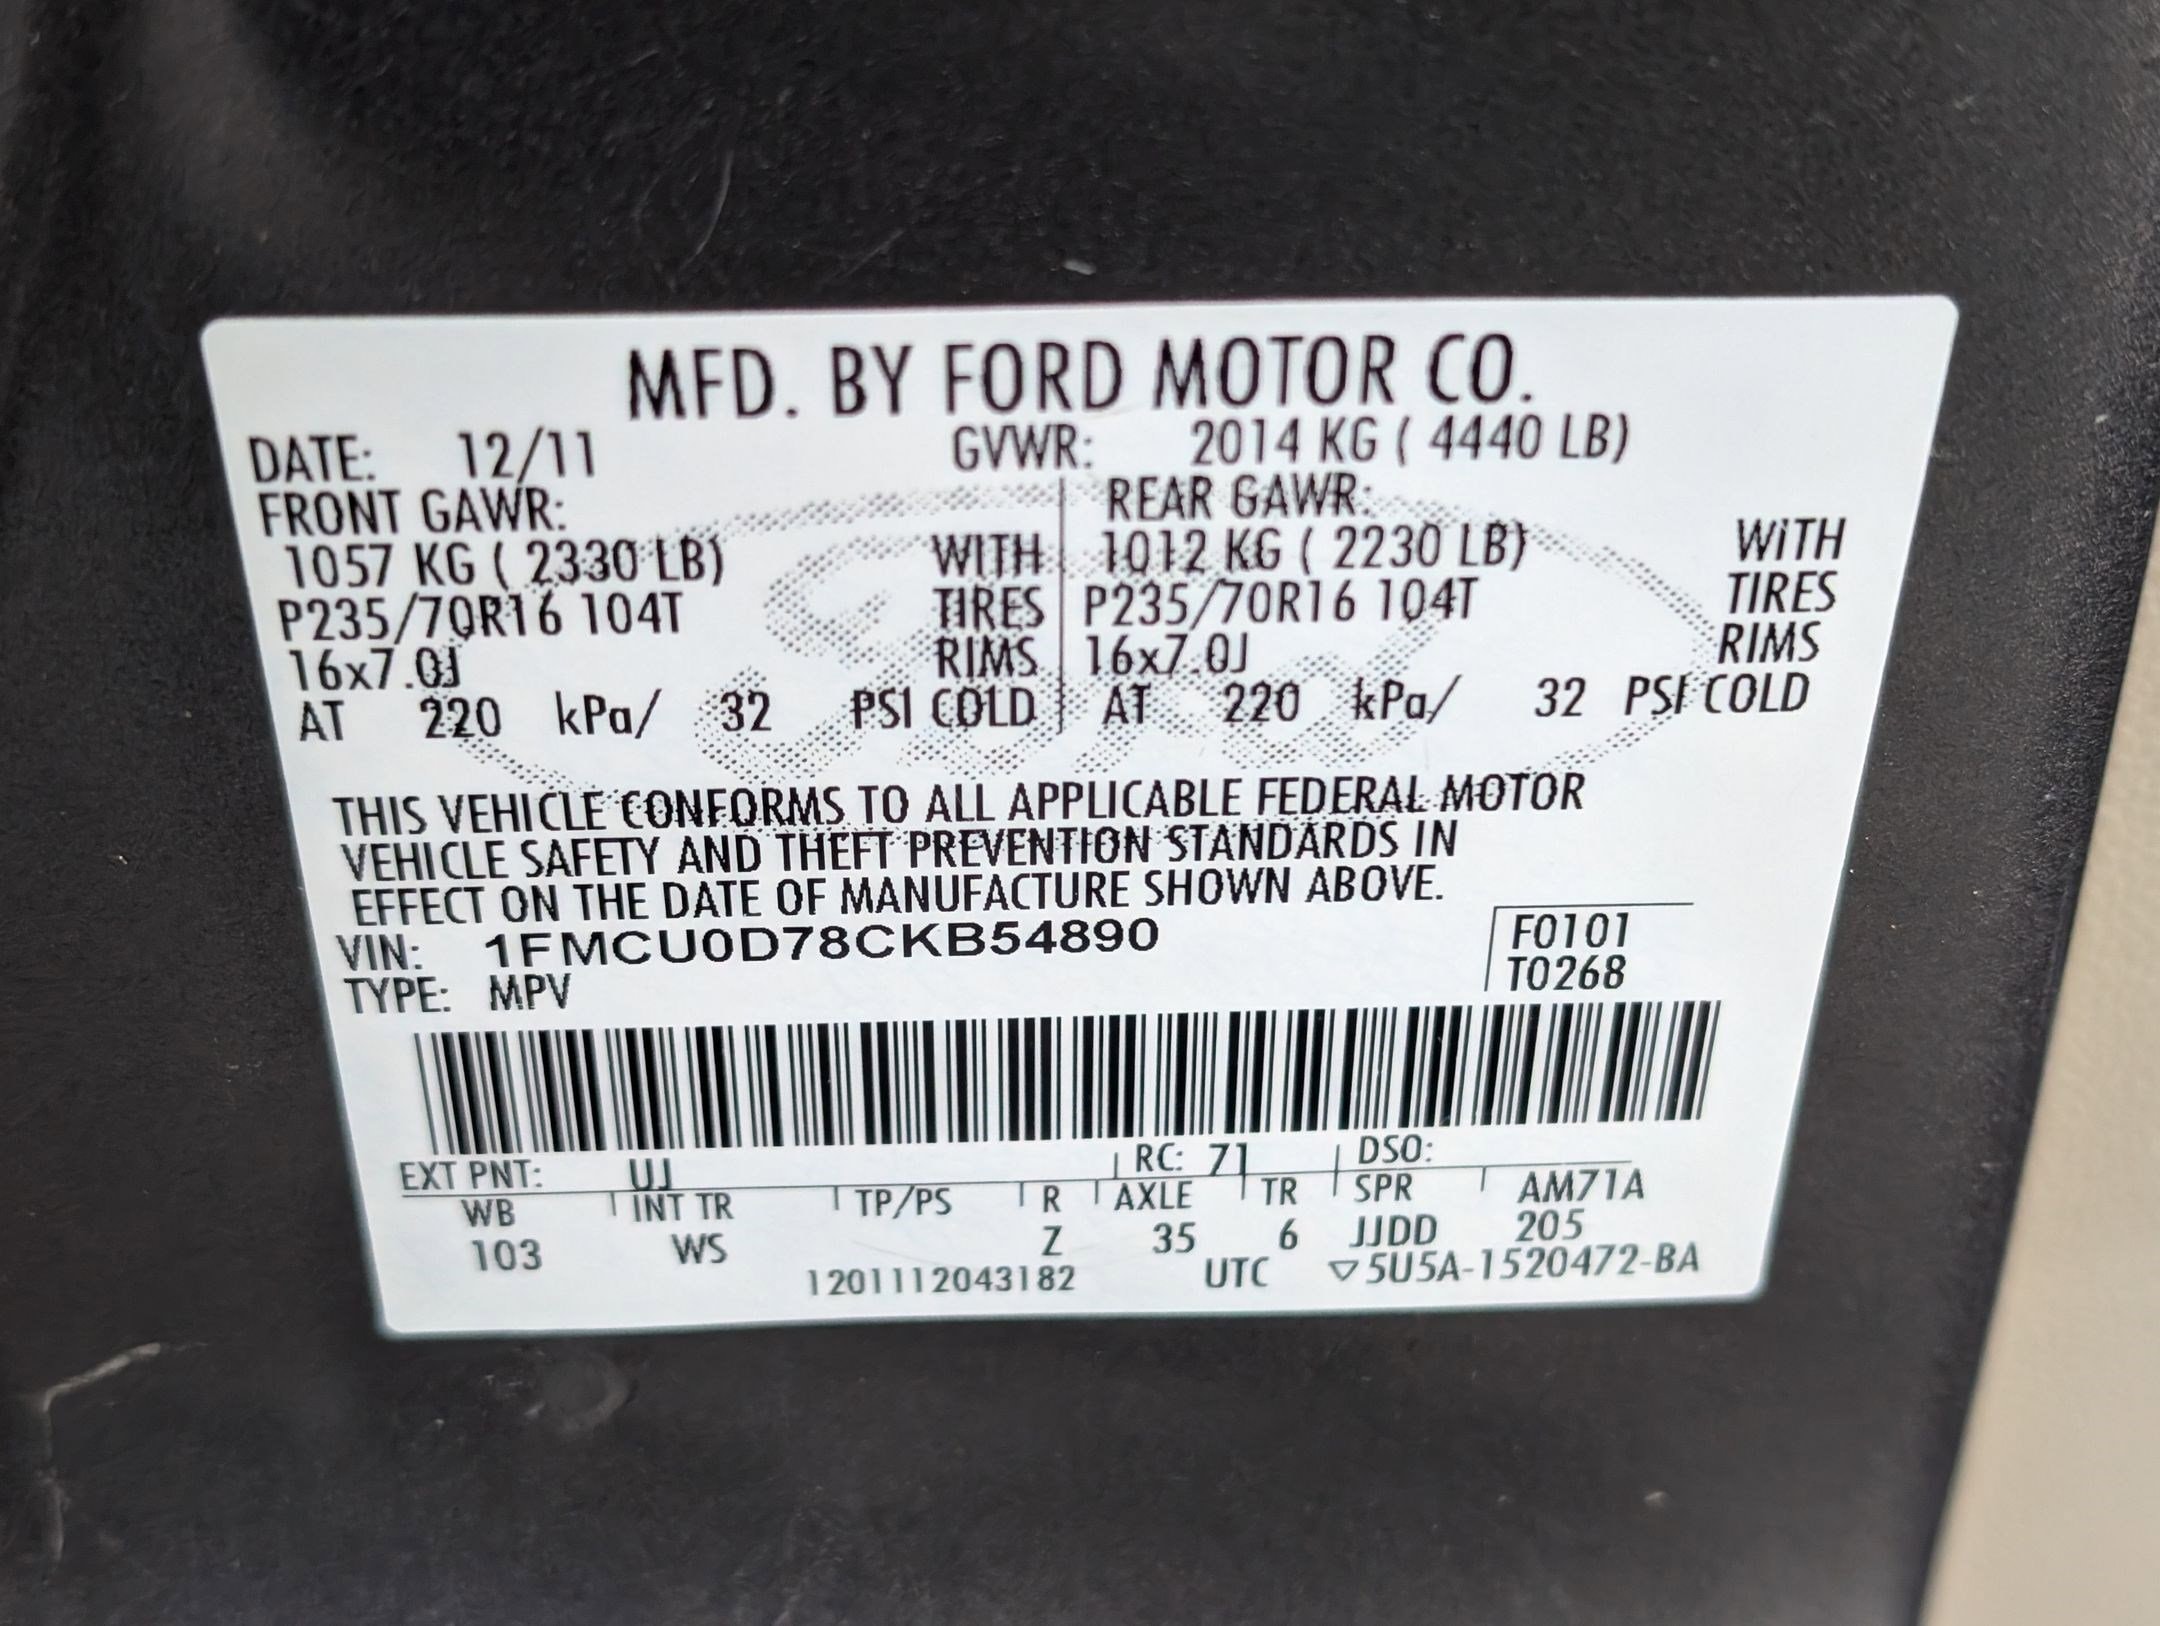 MFD. BY FORD MOTOR CO.
DATE: 12/11 GVWR: 2014 KG ( 4440 LB)
FRONT GAWR: REAR GAWR:
1057 KG ( 2330 LB) WITH 1012 KG ( 2230 LB) WITH
P235/70R16 104T TIRES P235/70R16 104T TIRES
16x7.0J RIMS 16x7.0J RIMS
AT 220 kPa/ 32 PSI COLD AT 220 kPa/ 32 PSI COLD
Ford
THIS VEHICLE CONFORMS TO ALL APPLICABLE FEDERAL MOTOR
VEHICLE SAFETY AND THEFT PREVENTION STANDARDS IN
EFFECT ON THE DATE OF MANUFACTURE SHOWN ABOVE.
VIN: 1FMCU0D78CKB54890 F0101
TYPE: MPV T0268
EXT PNT: UJ RC: 71 DSO:
WB INT TR TP/PS R AXLE TR SPR AM71A
103 WS Z 35 6 JJDD 205
1201112043182 UTC ▽5U5A-1520472-BA